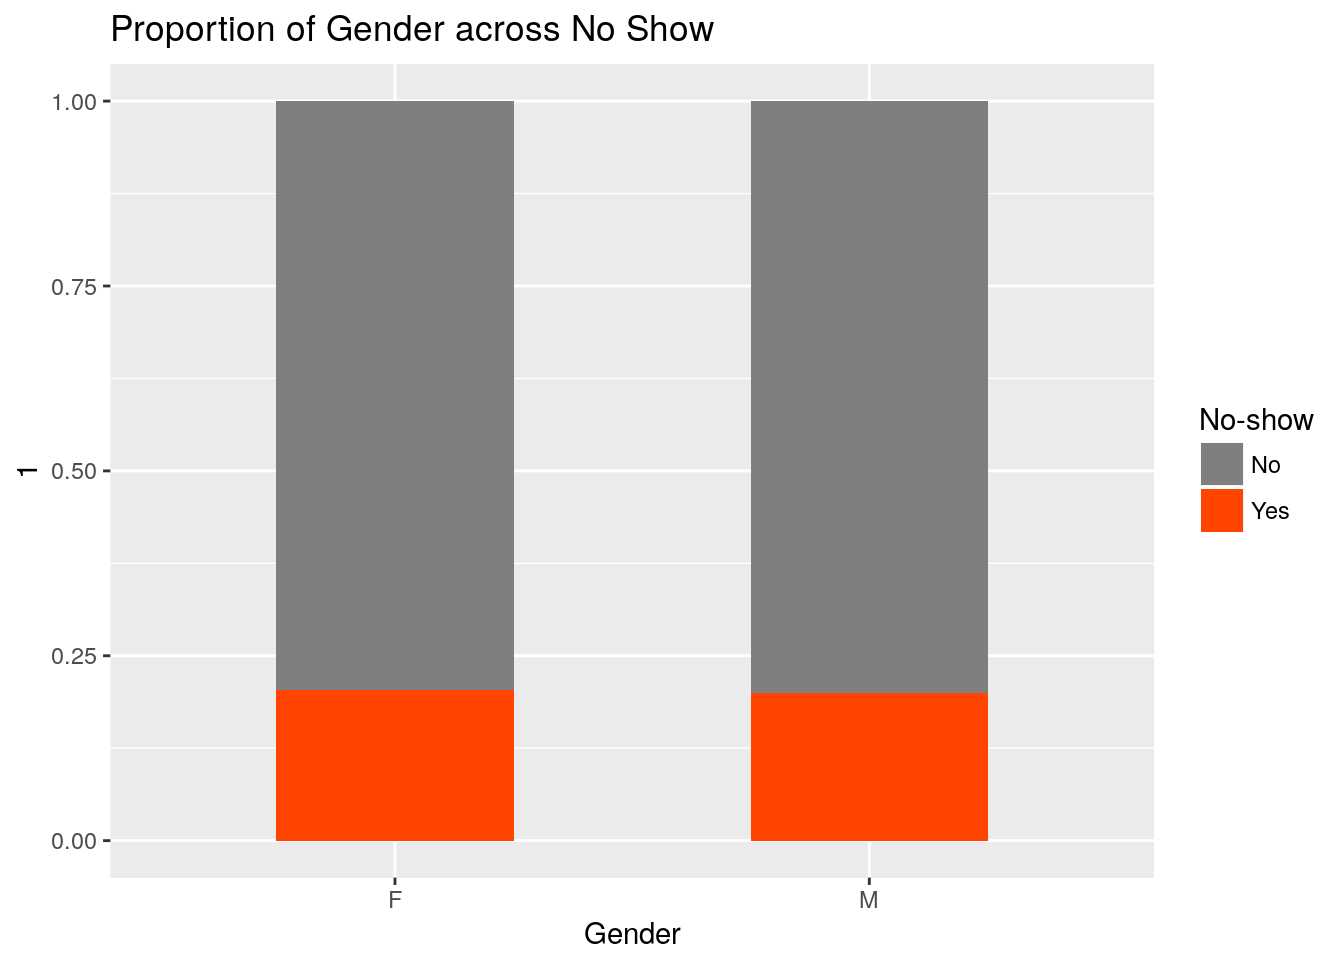 Proportion of Gender across No Show
1.00
0.75
0.50
0.25
0.00
1
F
M
Gender
No-show
No
Yes